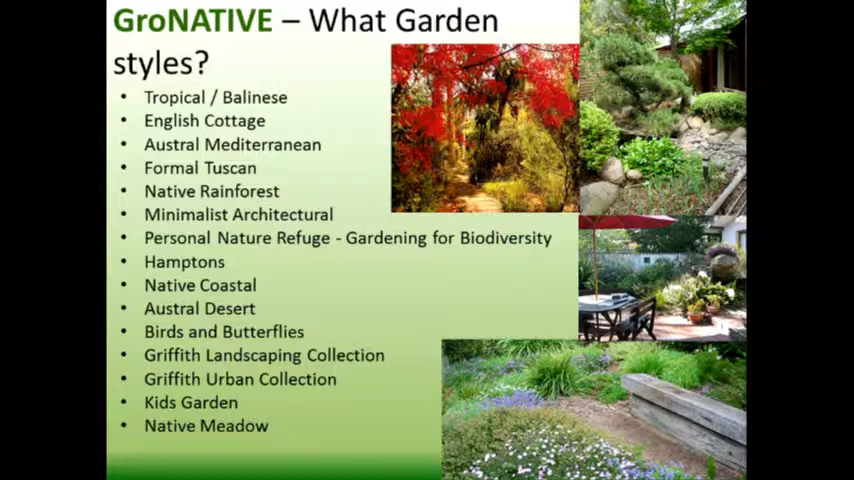 GroNATIVE – What Garden
styles?
• Tropical / Balinese
• English Cottage
• Austral Mediterranean
• Formal Tuscan
• Native Rainforest
• Minimalist Architectural
• Personal Nature Refuge - Gardening for Biodiversity
• Hamptons
• Native Coastal
• Austral Desert
• Birds and Butterflies
• Griffith Landscaping Collection
• Griffith Urban Collection
• Kids Garden
• Native Meadow